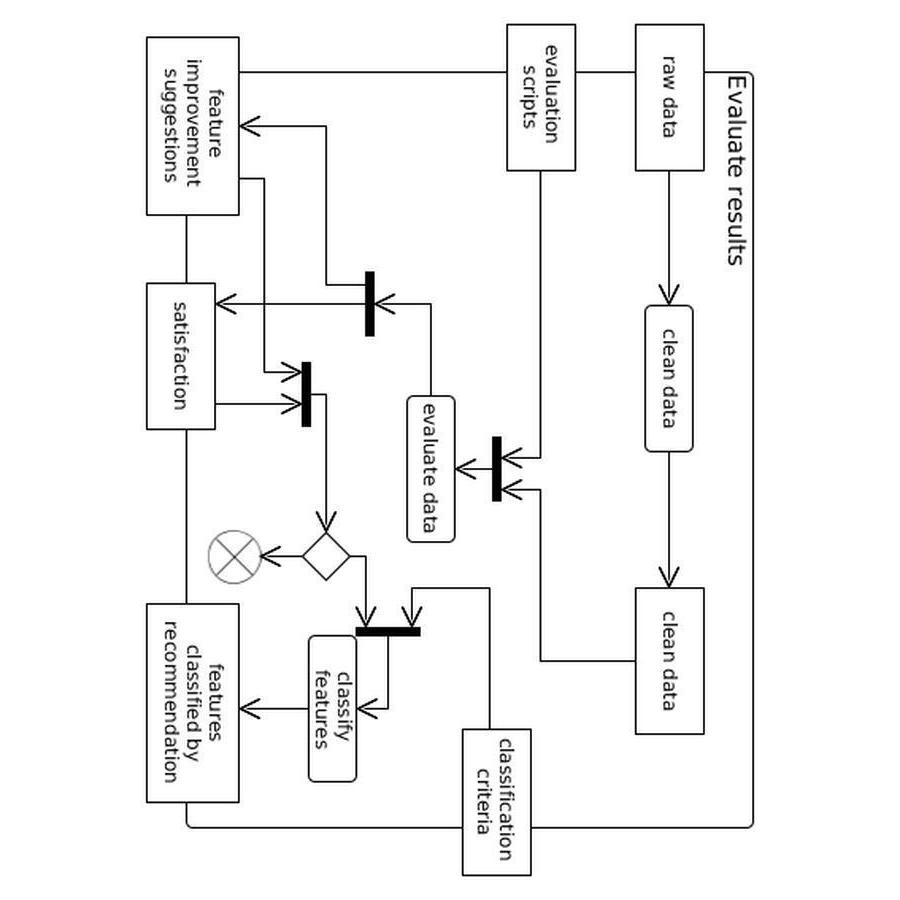 Evaluate results
raw data
clean data
clean data
evaluation
scripts
classification
criteria
evaluate data
classify
features
feature
improvement
suggestions
satisfaction
features
classified by
recommendation